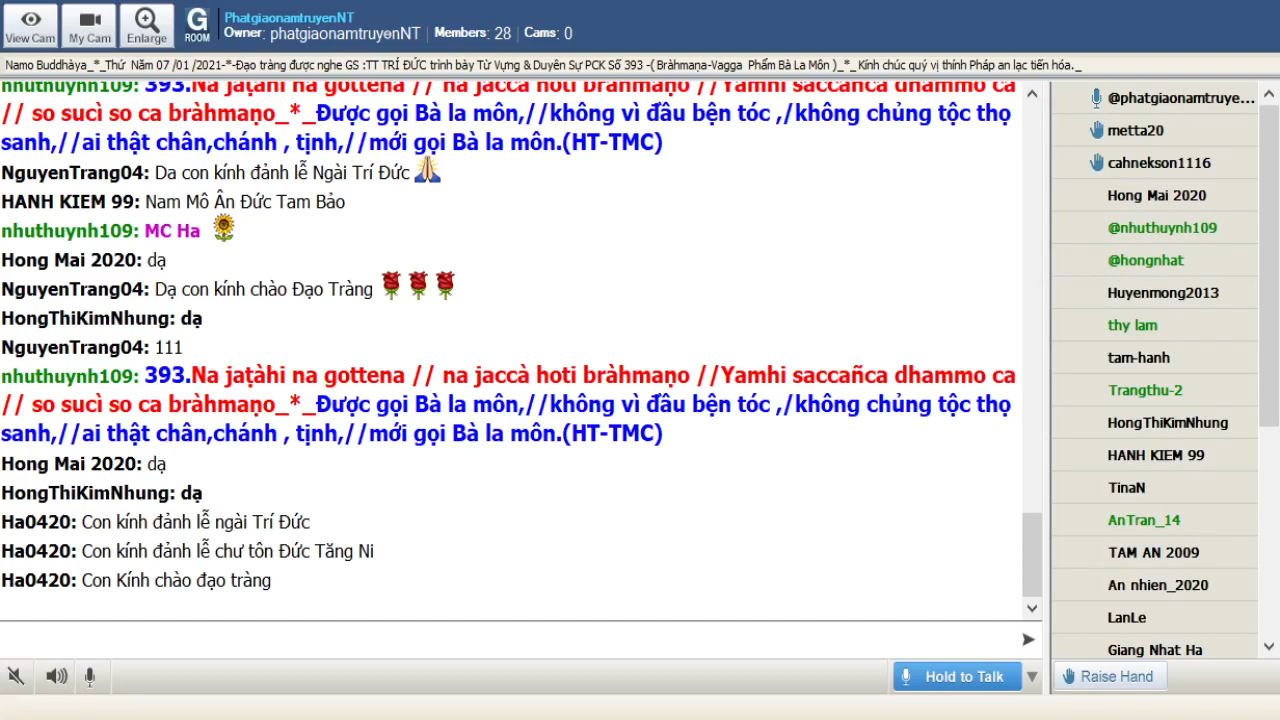 View Cam
My Cam
Enlarge
G
ROOM
PhatgiaonamtruyenNT
Owner: phatgiaonamtruyenNT | Members: 28 | Cams: 0
Namo Buddhàya_*_Thứ Năm 07 /01 /2021-*-Đạo tràng được nghe GS :TT TRÍ ĐỨC trình bày Từ Vựng & Duyên Sự PCK Số 393 -( Bràhmaṇa-Vagga Phẩm Bà La Môn )_*_ Kính chúc quý vị thính Pháp an lạc tiến hóa._
nhuthuynh109: 393.Na jaṭàhi na gottena // na jaccà hoti bràhmaṇo //Yamhi saccañca dhammo ca
// so sucì so ca bràhmaṇo_*_Được gọi Bà la môn,//không vì đầu bện tóc ,/không chủng tộc thọ
sanh,//ai thật chân,chánh , tịnh,//mới gọi Bà la môn.(HT-TMC)
NguyenTrang04: Da con kính đảnh lễ Ngài Trí Đức
HANH KIEM 99: Nam Mô Ân Đức Tam Bảo
nhuthuynh109: MC Ha
Hong Mai 2020: dạ
NguyenTrang04: Dạ con kính chào Đạo Tràng
HongThiKimNhung: dạ
NguyenTrang04: 111
nhuthuynh109: 393.Na jaṭàhi na gottena // na jaccà hoti bràhmaṇo //Yamhi saccañca dhammo ca
// so sucì so ca bràhmaṇo_*_Được gọi Bà la môn,//không vì đầu bện tóc ,/không chủng tộc thọ
sanh,//ai thật chân,chánh , tịnh,//mới gọi Bà la môn.(HT-TMC)
Hong Mai 2020: dạ
HongThiKimNhung: dạ
Ha0420: Con kính đảnh lễ ngài Trí Đức
Ha0420: Con kính đảnh lễ chư tôn Đức Tăng Ni
Ha0420: Con Kính chào đạo tràng
Hold to Talk
@phatgiaonamtruye...
metta20
cahnekson1116
Hong Mai 2020
@nhuthuynh109
@hongnhat
Huyenmong2013
thy lam
tam-hanh
Trangthu-2
HongThiKimNhung
HANH KIEM 99
TinaN
AnTran_14
TAM AN 2009
An nhien_2020
LanLe
Giang Nhat Ha
Raise Hand